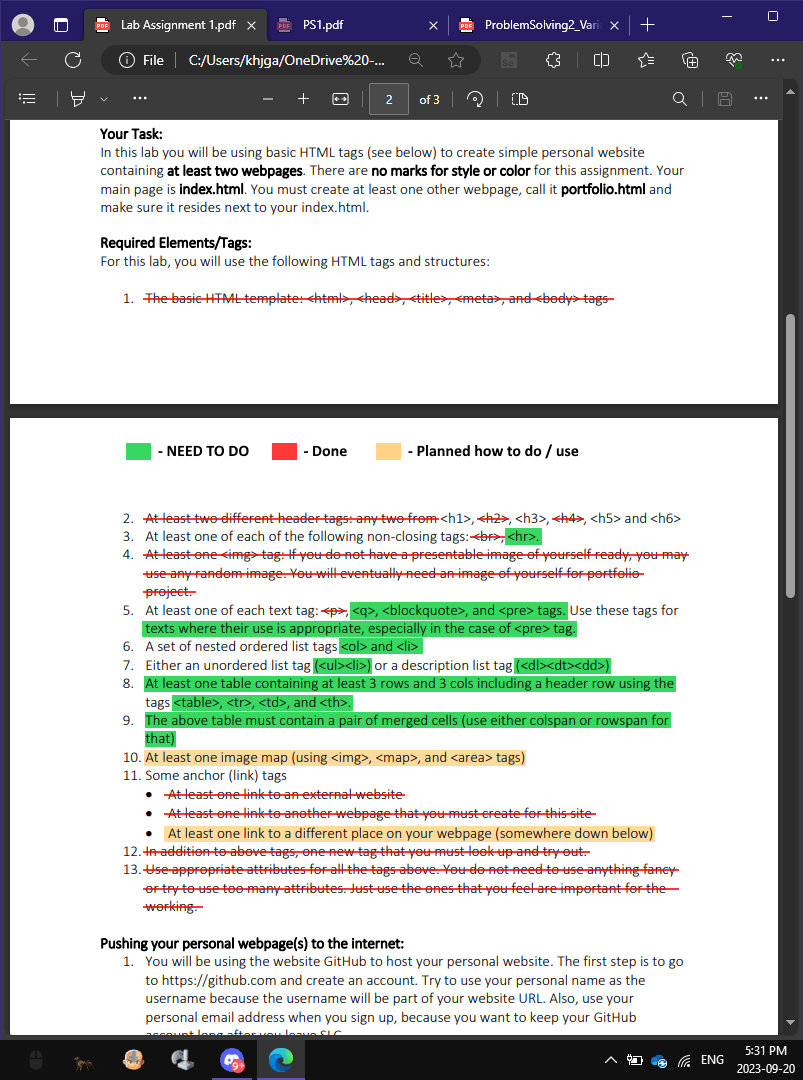 Lab Assignment 1.pdf
PS1.pdf
ProblemSolving2_Vari
File
C:/Users/khjga/OneDrive%20-...
2
of 3
Your Task:
In this lab you will be using basic HTML tags (see below) to create simple personal website
containing at least two webpages. There are no marks for style or color for this assignment. Your
main page is index.html. You must create at least one other webpage, call it portfolio.html and
make sure it resides next to your index.html.
Required Elements/Tags:
For this lab, you will use the following HTML tags and structures:
1. The basic HTML template: <html>, <head>, <title>, <meta>, and <body> tags
- NEED TO DO - Done - Planned how to do / use
2. At least two different header tags: any two from <h1>, <h2>, <h3>, <h4>, <h5> and <h6>
3. At least one of each of the following non-closing tags: <br>, <hr>.
4. At least one <img> tag: If you do not have a presentable image of yourself ready, you may
use any random image. You will eventually need an image of yourself for portfolio
project.
5. At least one of each text tag: <p>, <q>, <blockquote>, and <pre> tags. Use these tags for
texts where their use is appropriate, especially in the case of <pre> tag.
6. A set of nested ordered list tags <ol> and <li>
7. Either an unordered list tag (<ul><li>) or a description list tag (<dl><dt><dd>)
8. At least one table containing at least 3 rows and 3 cols including a header row using the
tags <table>, <tr>, <td>, and <th>.
9. The above table must contain a pair of merged cells (use either colspan or rowspan for
that)
10. At least one image map (using <img>, <map>, and <area> tags)
11. Some anchor (link) tags
• At least one link to an external website
• At least one link to another webpage that you must create for this site
• At least one link to a different place on your webpage (somewhere down below)
12. In addition to above tags, one new tag that you must look up and try out.
13. Use appropriate attributes for all the tags above. You do not need to use anything fancy
or try to use too many attributes. Just use the ones that you feel are important for the
working.
Pushing your personal webpage(s) to the internet:
1. You will be using the website GitHub to host your personal website. The first step is to go
to https://github.com and create an account. Try to use your personal name as the
username because the username will be part of your website URL. Also, use your
personal email address when you sign up, because you want to keep your GitHub
account long after you leave SLC
9+
ENG
5:31 PM
2023-09-20